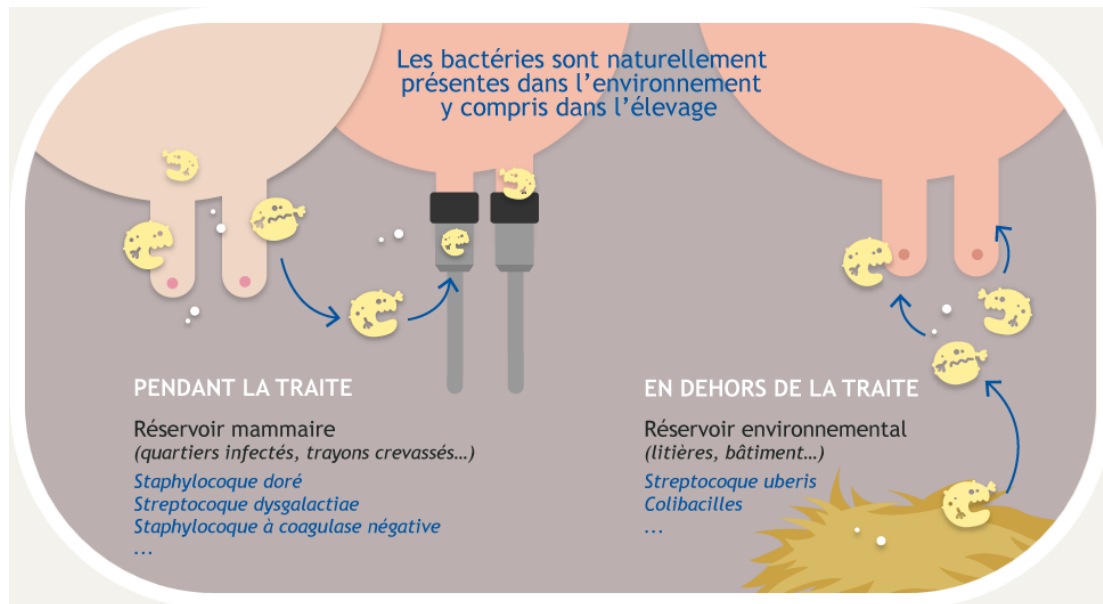 Les bactéries sont naturellement
présentes dans l'environnement
y compris dans l'élevage
PENDANT LA TRAITE
Réservoir mammaire
(quartiers infectés, trayons crevassés...)
Staphylocoque doré
Streptocoque dysgalactiae
Staphylocoque à coagulase négative
...
EN DEHORS DE LA TRAITE
Réservoir environnemental
(litières, bâtiment...)
Streptocoque uberis
Colibacilles
...